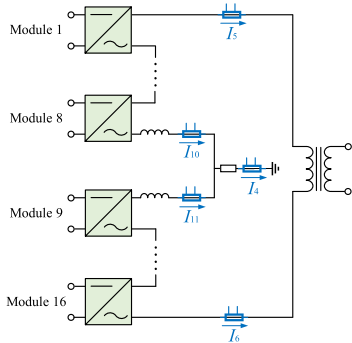 Module 1
I5
Module 8
I10
I4
Module 9
I11
Module 16
I6